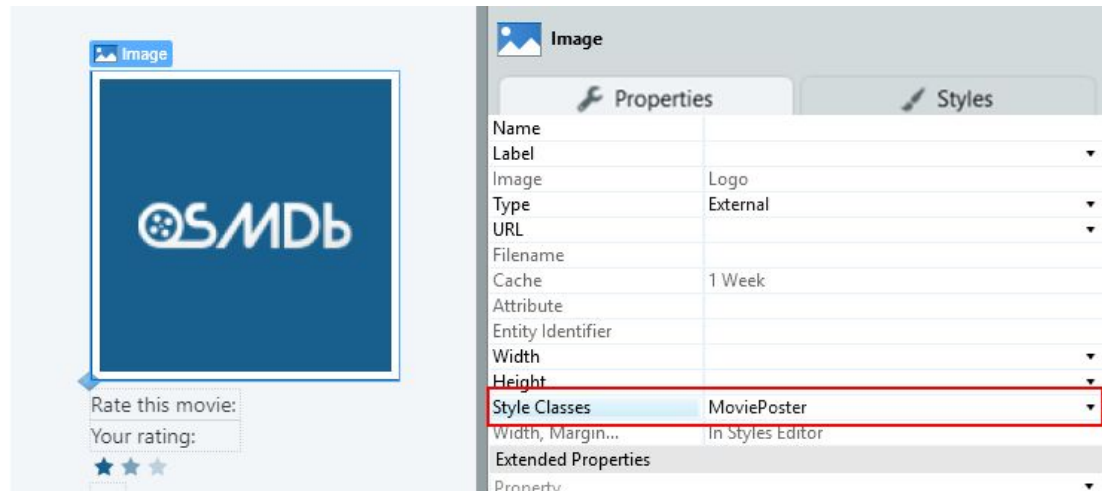 Image
OSMDb
Rate this movie:
Your rating:
Image
Properties
Styles
Name
Label
Image Logo
Type External
URL
Filename
Cache 1 Week
Attribute
Entity Identifier
Width
Height
Style Classes MoviePoster
Width, Margin... In Styles Editor
Extended Properties
Property